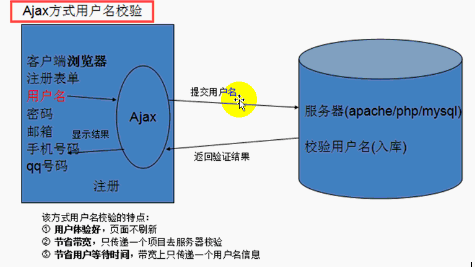 Ajax方式用户名校验
客户端浏览器
注册表单
用户名
密码
邮箱
手机号码
qq号码
注册
Ajax
提交用户名
显示结果
返回验证结果
服务器(apache/php/mysql)
校验用户名(入库)
该方式用户名校验的特点：
① 用户体验好，页面不刷新
② 节省带宽，只传递一个项目去服务器校验
③ 节省用户等待时间，带宽上只传递一个用户名信息